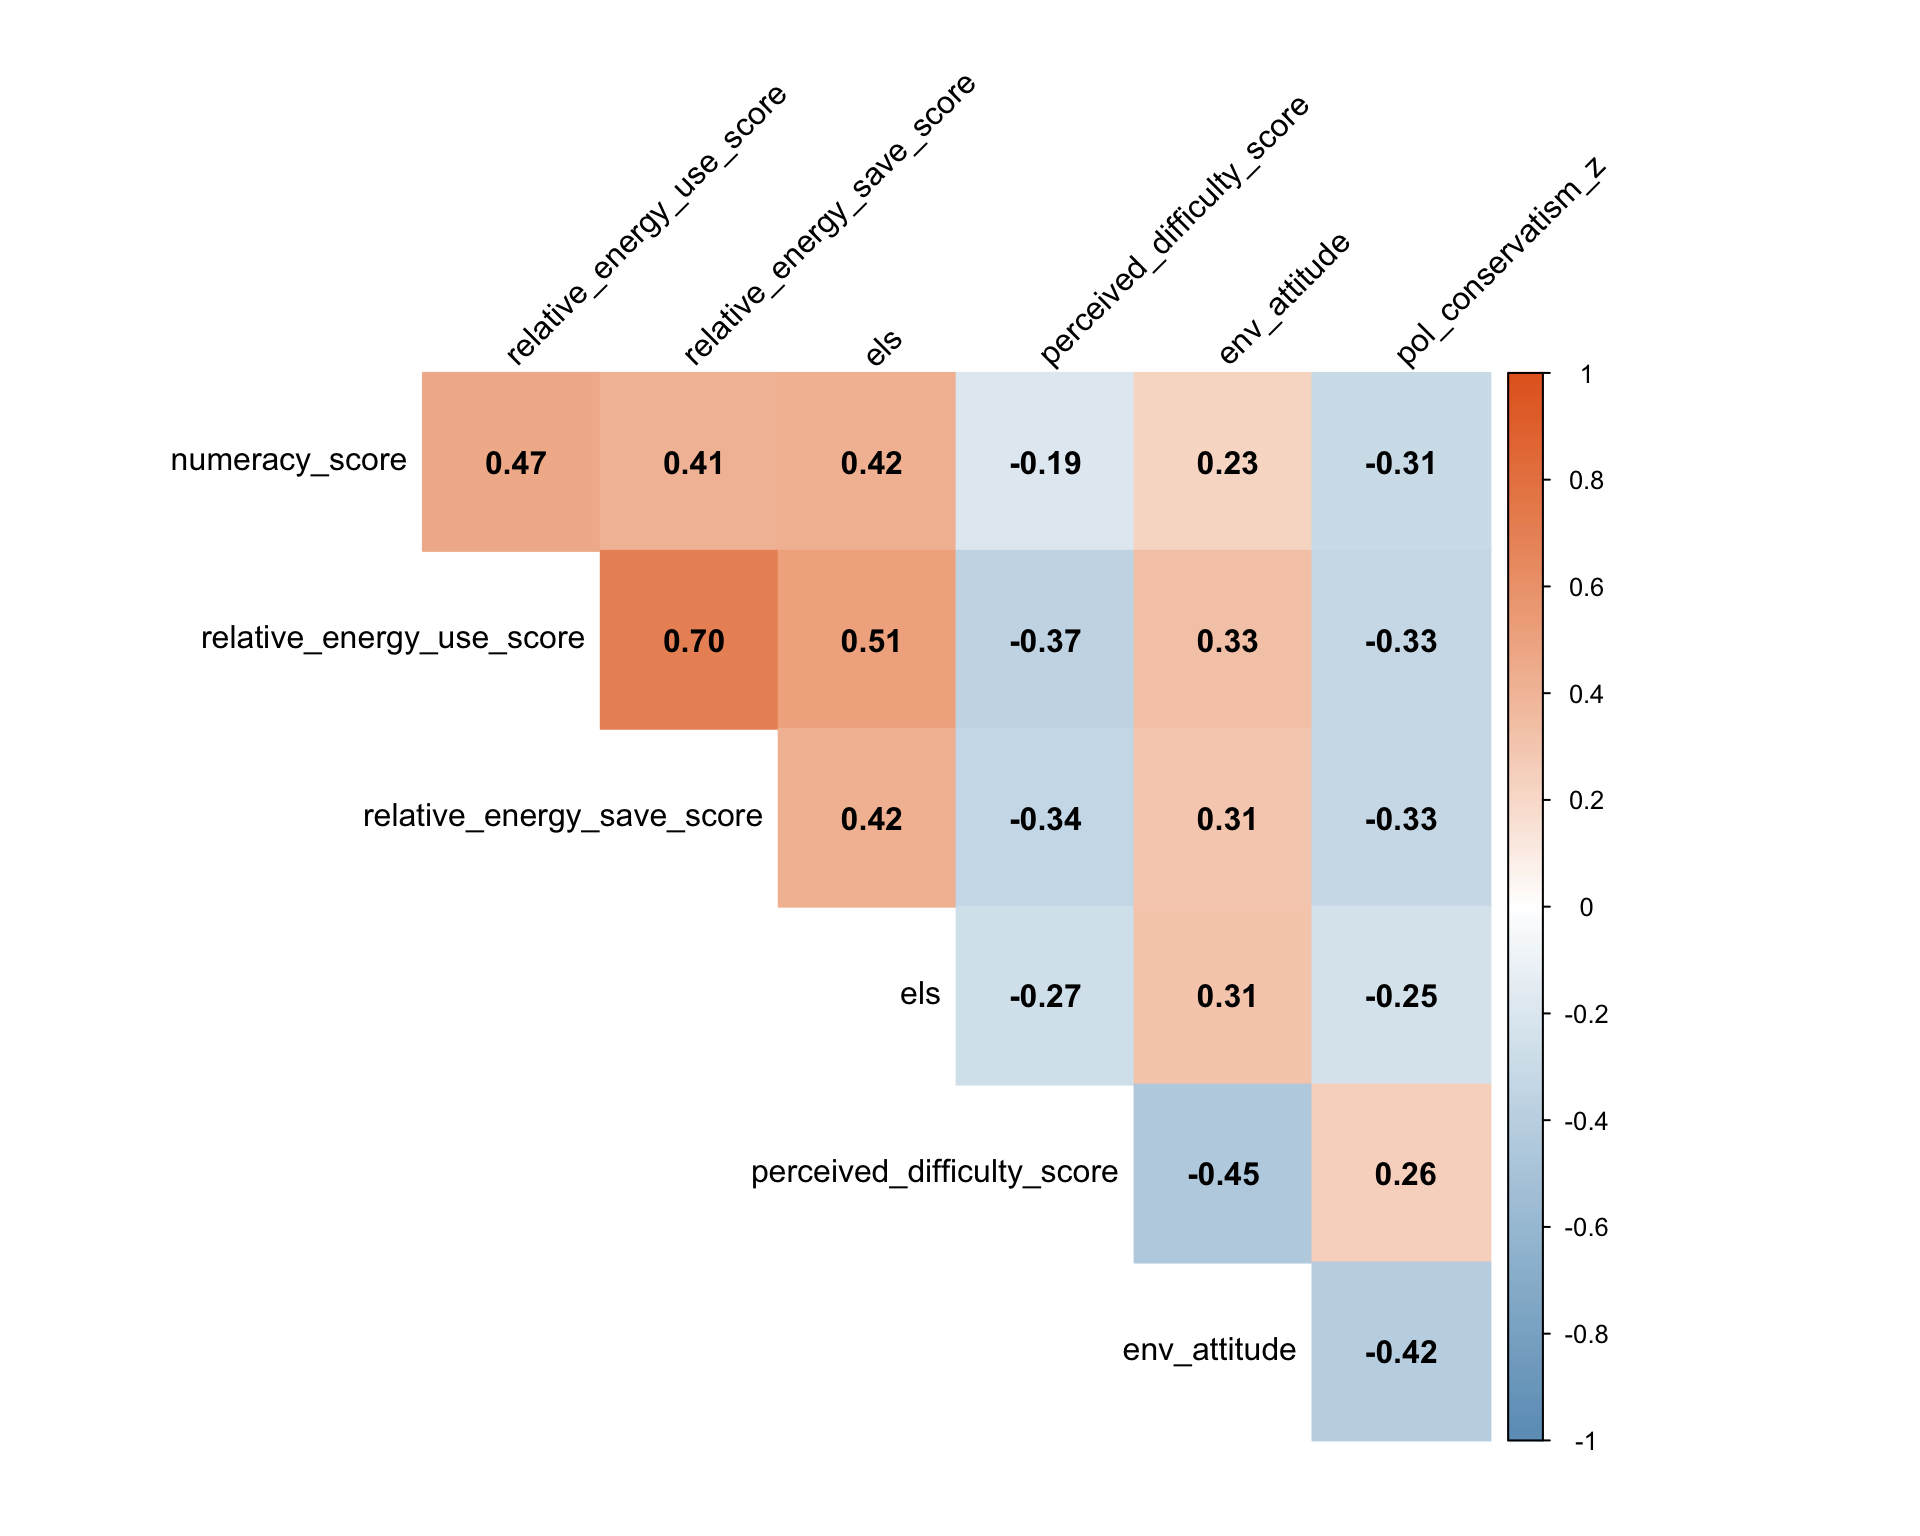 relative_energy_use_score
relative_energy_save_score
els
perceived_difficulty_score
env_attitude
pol_conservatism_z
numeracy_score 0.47 0.41 0.42 -0.19 0.23 -0.31
relative_energy_use_score 0.70 0.51 -0.37 0.33 -0.33
relative_energy_save_score 0.42 -0.34 0.31 -0.33
els -0.27 0.31 -0.25
perceived_difficulty_score -0.45 0.26
env_attitude -0.42
1
0.8
0.6
0.4
0.2
0
-0.2
-0.4
-0.6
-0.8
-1